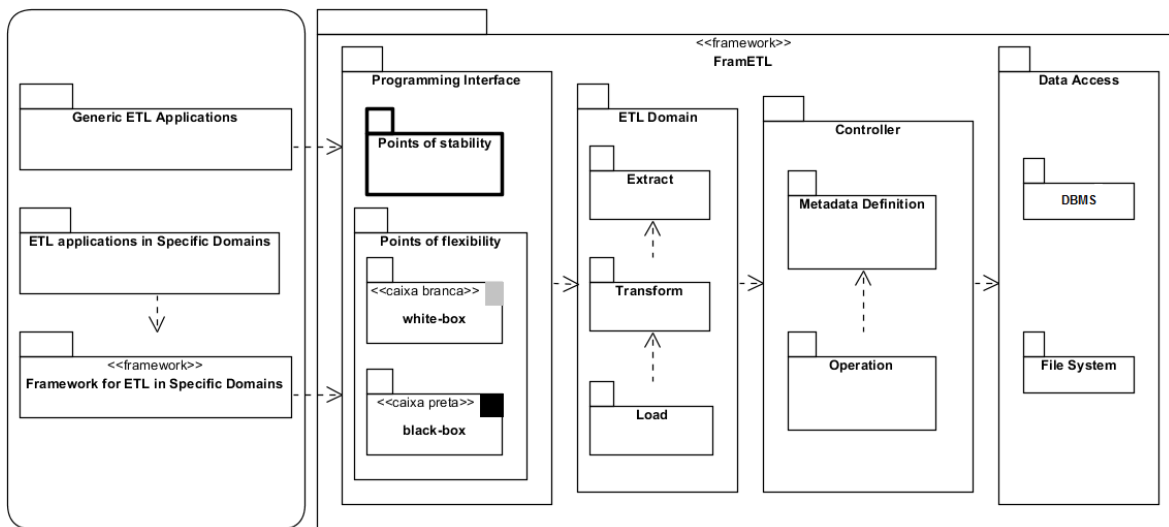 Generic ETL Applications
ETL applications in Specific Domains
<<framework>>
Framework for ETL in Specific Domains
<<framework>>
FramETL
Programming Interface
Points of stability
Points of flexibility
<<caixa branca>>
white-box
<<caixa preta>>
black-box
ETL Domain
Extract
Transform
Load
Controller
Metadata Definition
Operation
Data Access
DBMS
File System